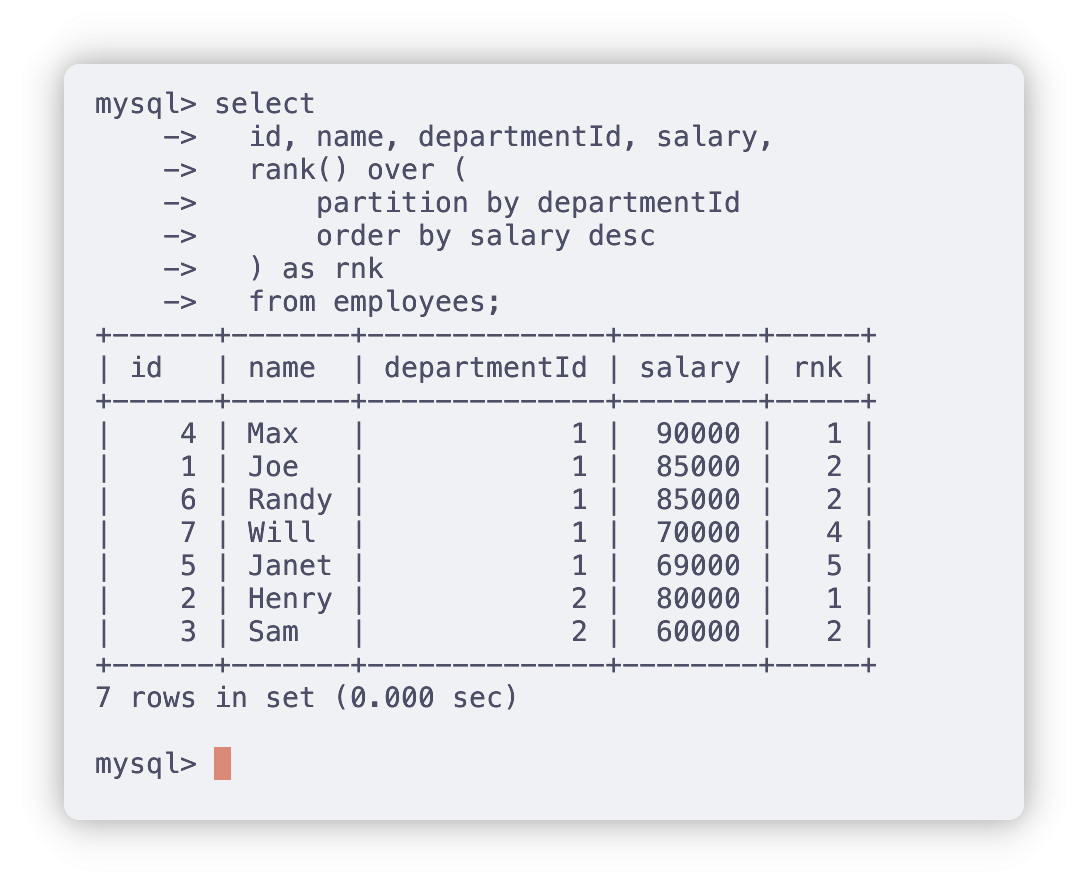 mysql> select
    ->   id, name, departmentId, salary,
    ->   rank() over (
    ->       partition by departmentId
    ->       order by salary desc
    ->   ) as rnk
    ->   from employees;
+------+-------+--------------+--------+-----+
| id   | name  | departmentId | salary | rnk |
+------+-------+--------------+--------+-----+
|    4 | Max   |            1 |  90000 |   1 |
|    1 | Joe   |            1 |  85000 |   2 |
|    6 | Randy |            1 |  85000 |   2 |
|    7 | Will  |            1 |  70000 |   4 |
|    5 | Janet |            1 |  69000 |   5 |
|    2 | Henry |            2 |  80000 |   1 |
|    3 | Sam   |            2 |  60000 |   2 |
+------+-------+--------------+--------+-----+
7 rows in set (0.000 sec)
mysql>